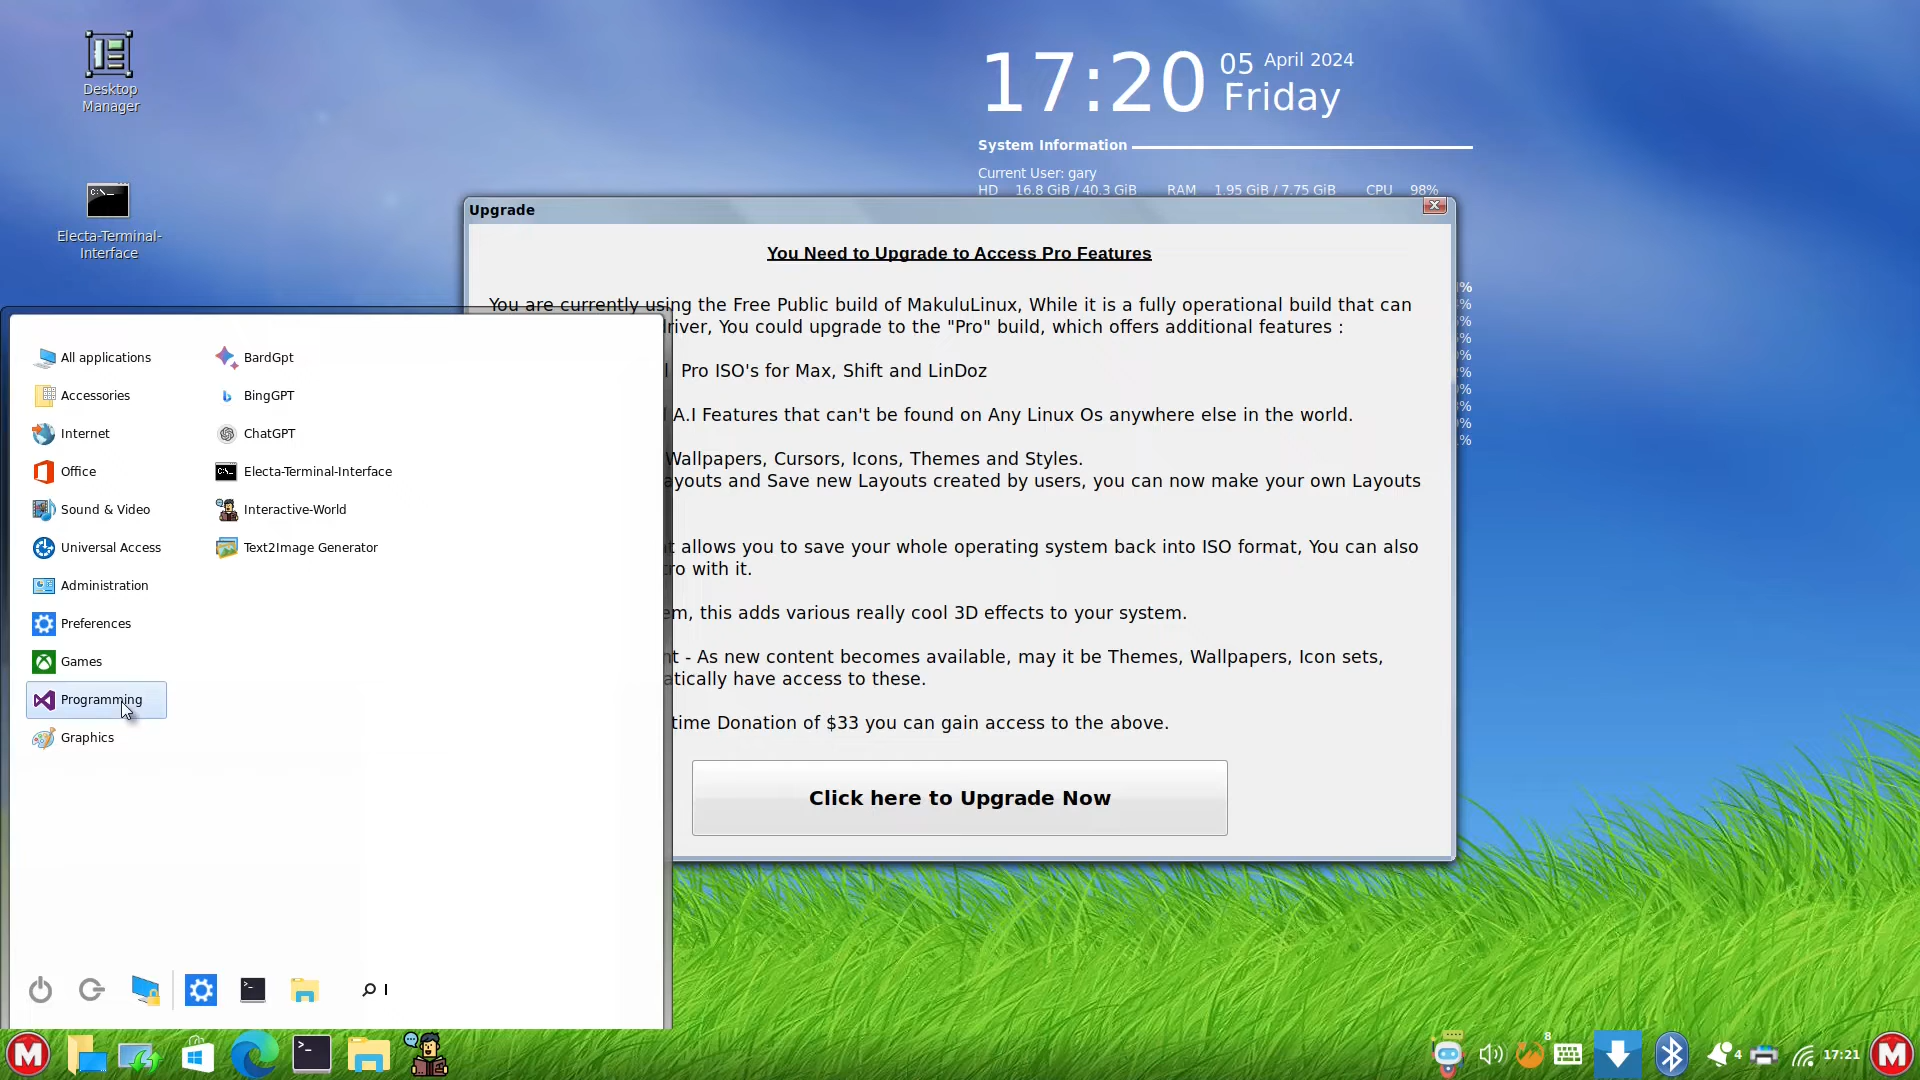 Desktop
Manager
Electa-Terminal-
Interface
17:20
05
April 2024
Friday
System Information
Current User: gary
HD 16.8 GiB / 40.3 GiB RAM 1.95 GiB / 7.75 GiB CPU 98%
Upgrade
You Need to Upgrade to Access Pro Features
You are currently using the Free Public build of MakuluLinux, While it is a fully operational build that can
driver, You could upgrade to the "Pro" build, which offers additional features :
Pro ISO's for Max, Shift and LinDoz
A.I Features that can't be found on Any Linux Os anywhere else in the world.
Wallpapers, Cursors, Icons, Themes and Styles.
ayouts and Save new Layouts created by users, you can now make your own Layouts
allows you to save your whole operating system back into ISO format, You can also
ro with it.
em, this adds various really cool 3D effects to your system.
nt - As new content becomes available, may it be Themes, Wallpapers, Icon sets,
atically have access to these.
time Donation of $33 you can gain access to the above.
Click here to Upgrade Now
All applications
Accessories
Internet
Office
Sound & Video
Universal Access
Administration
Preferences
Games
Programming
Graphics
BardGpt
BingGPT
ChatGPT
Electa-Terminal-Interface
Interactive-World
Text2Image Generator
8
4
17:21